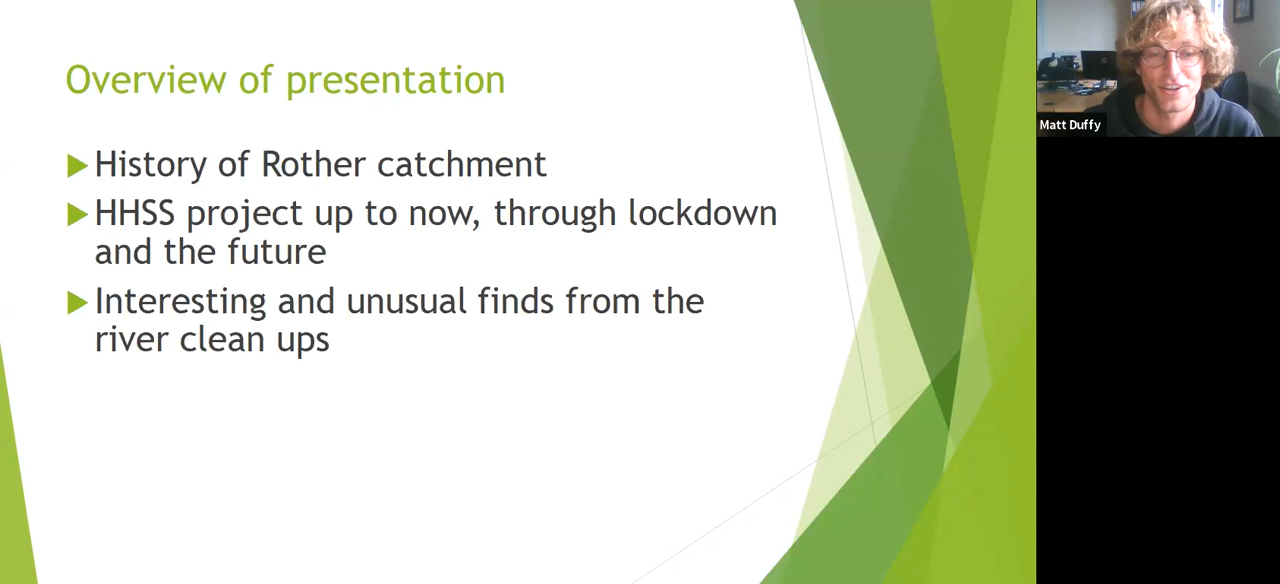 Overview of presentation
History of Rother catchment
HHSS project up to now, through lockdown
and the future
Interesting and unusual finds from the
river clean ups
Matt Duffy